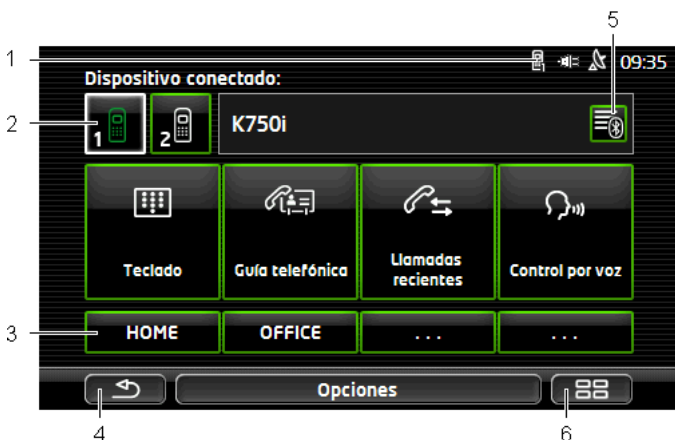 5
1
09:35
Dispositivo conectado:
2
1
2
K750i
Teclado
Guía telefónica
Llamadas
recientes
Control por voz
3
HOME
OFFICE
...
...
Opciones
4
6